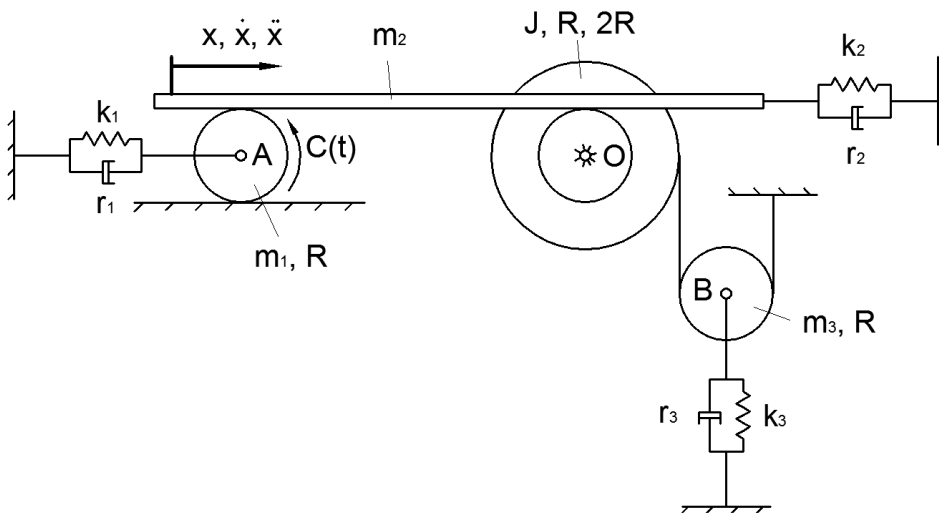 x, ẋ, ẍ
m₂
J, R, 2R
k₂
r₂
k₁
r₁
A
C(t)
O
m₁, R
B
m₃, R
r₃
k₃